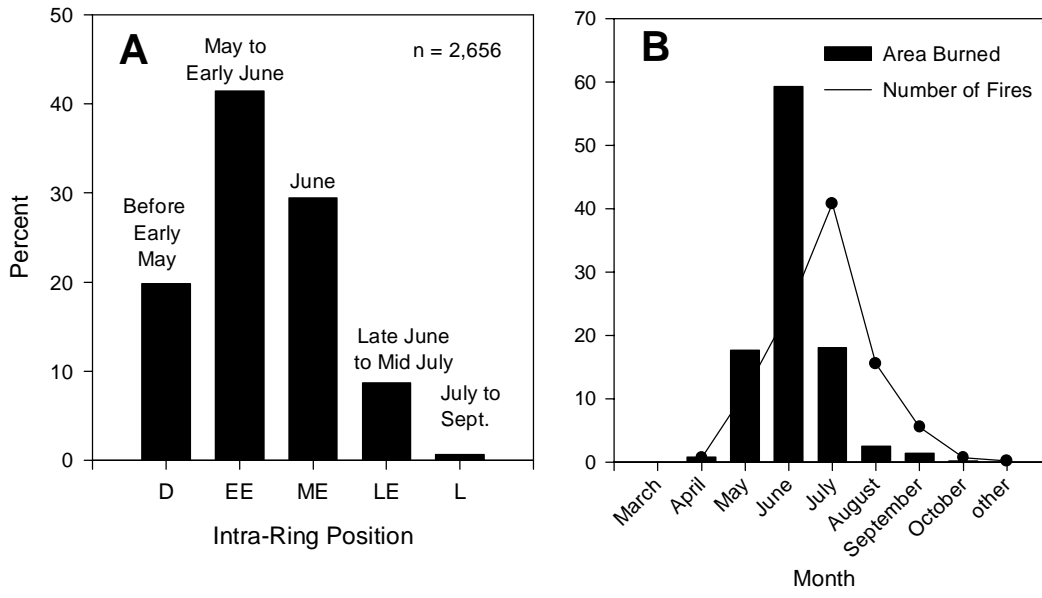 A
n = 2,656
May to
Early June
June
Before
Early
May
Late June
to Mid July
July to
Sept.
50
40
30
20
10
0
Percent
D EE ME LE L
Intra-Ring Position
B
Area Burned
Number of Fires
70
60
50
40
30
20
10
0
March
April
May
June
July
August
September
October
other
Month